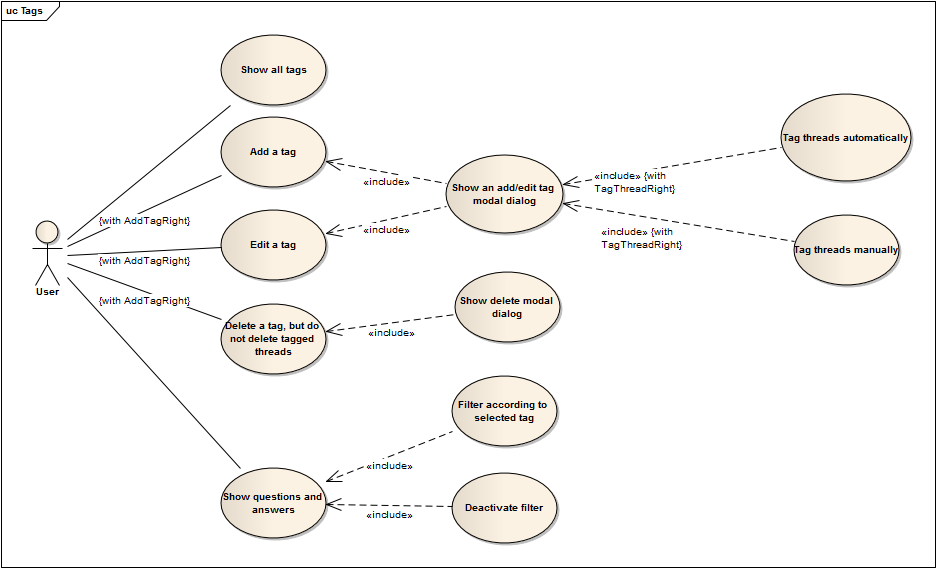 uc Tags
Show all tags
Add a tag
Edit a tag
Delete a tag, but do
not delete tagged
threads
Show questions and
answers
User
{with AddTagRight}
{with AddTagRight}
{with AddTagRight}
«include»
«include»
«include»
«include»
«include»
Show an add/edit tag
modal dialog
Show delete modal
dialog
Filter according to
selected tag
Deactivate filter
«include» {with
TagThreadRight}
«include» {with
TagThreadRight}
Tag threads automatically
Tag threads manually